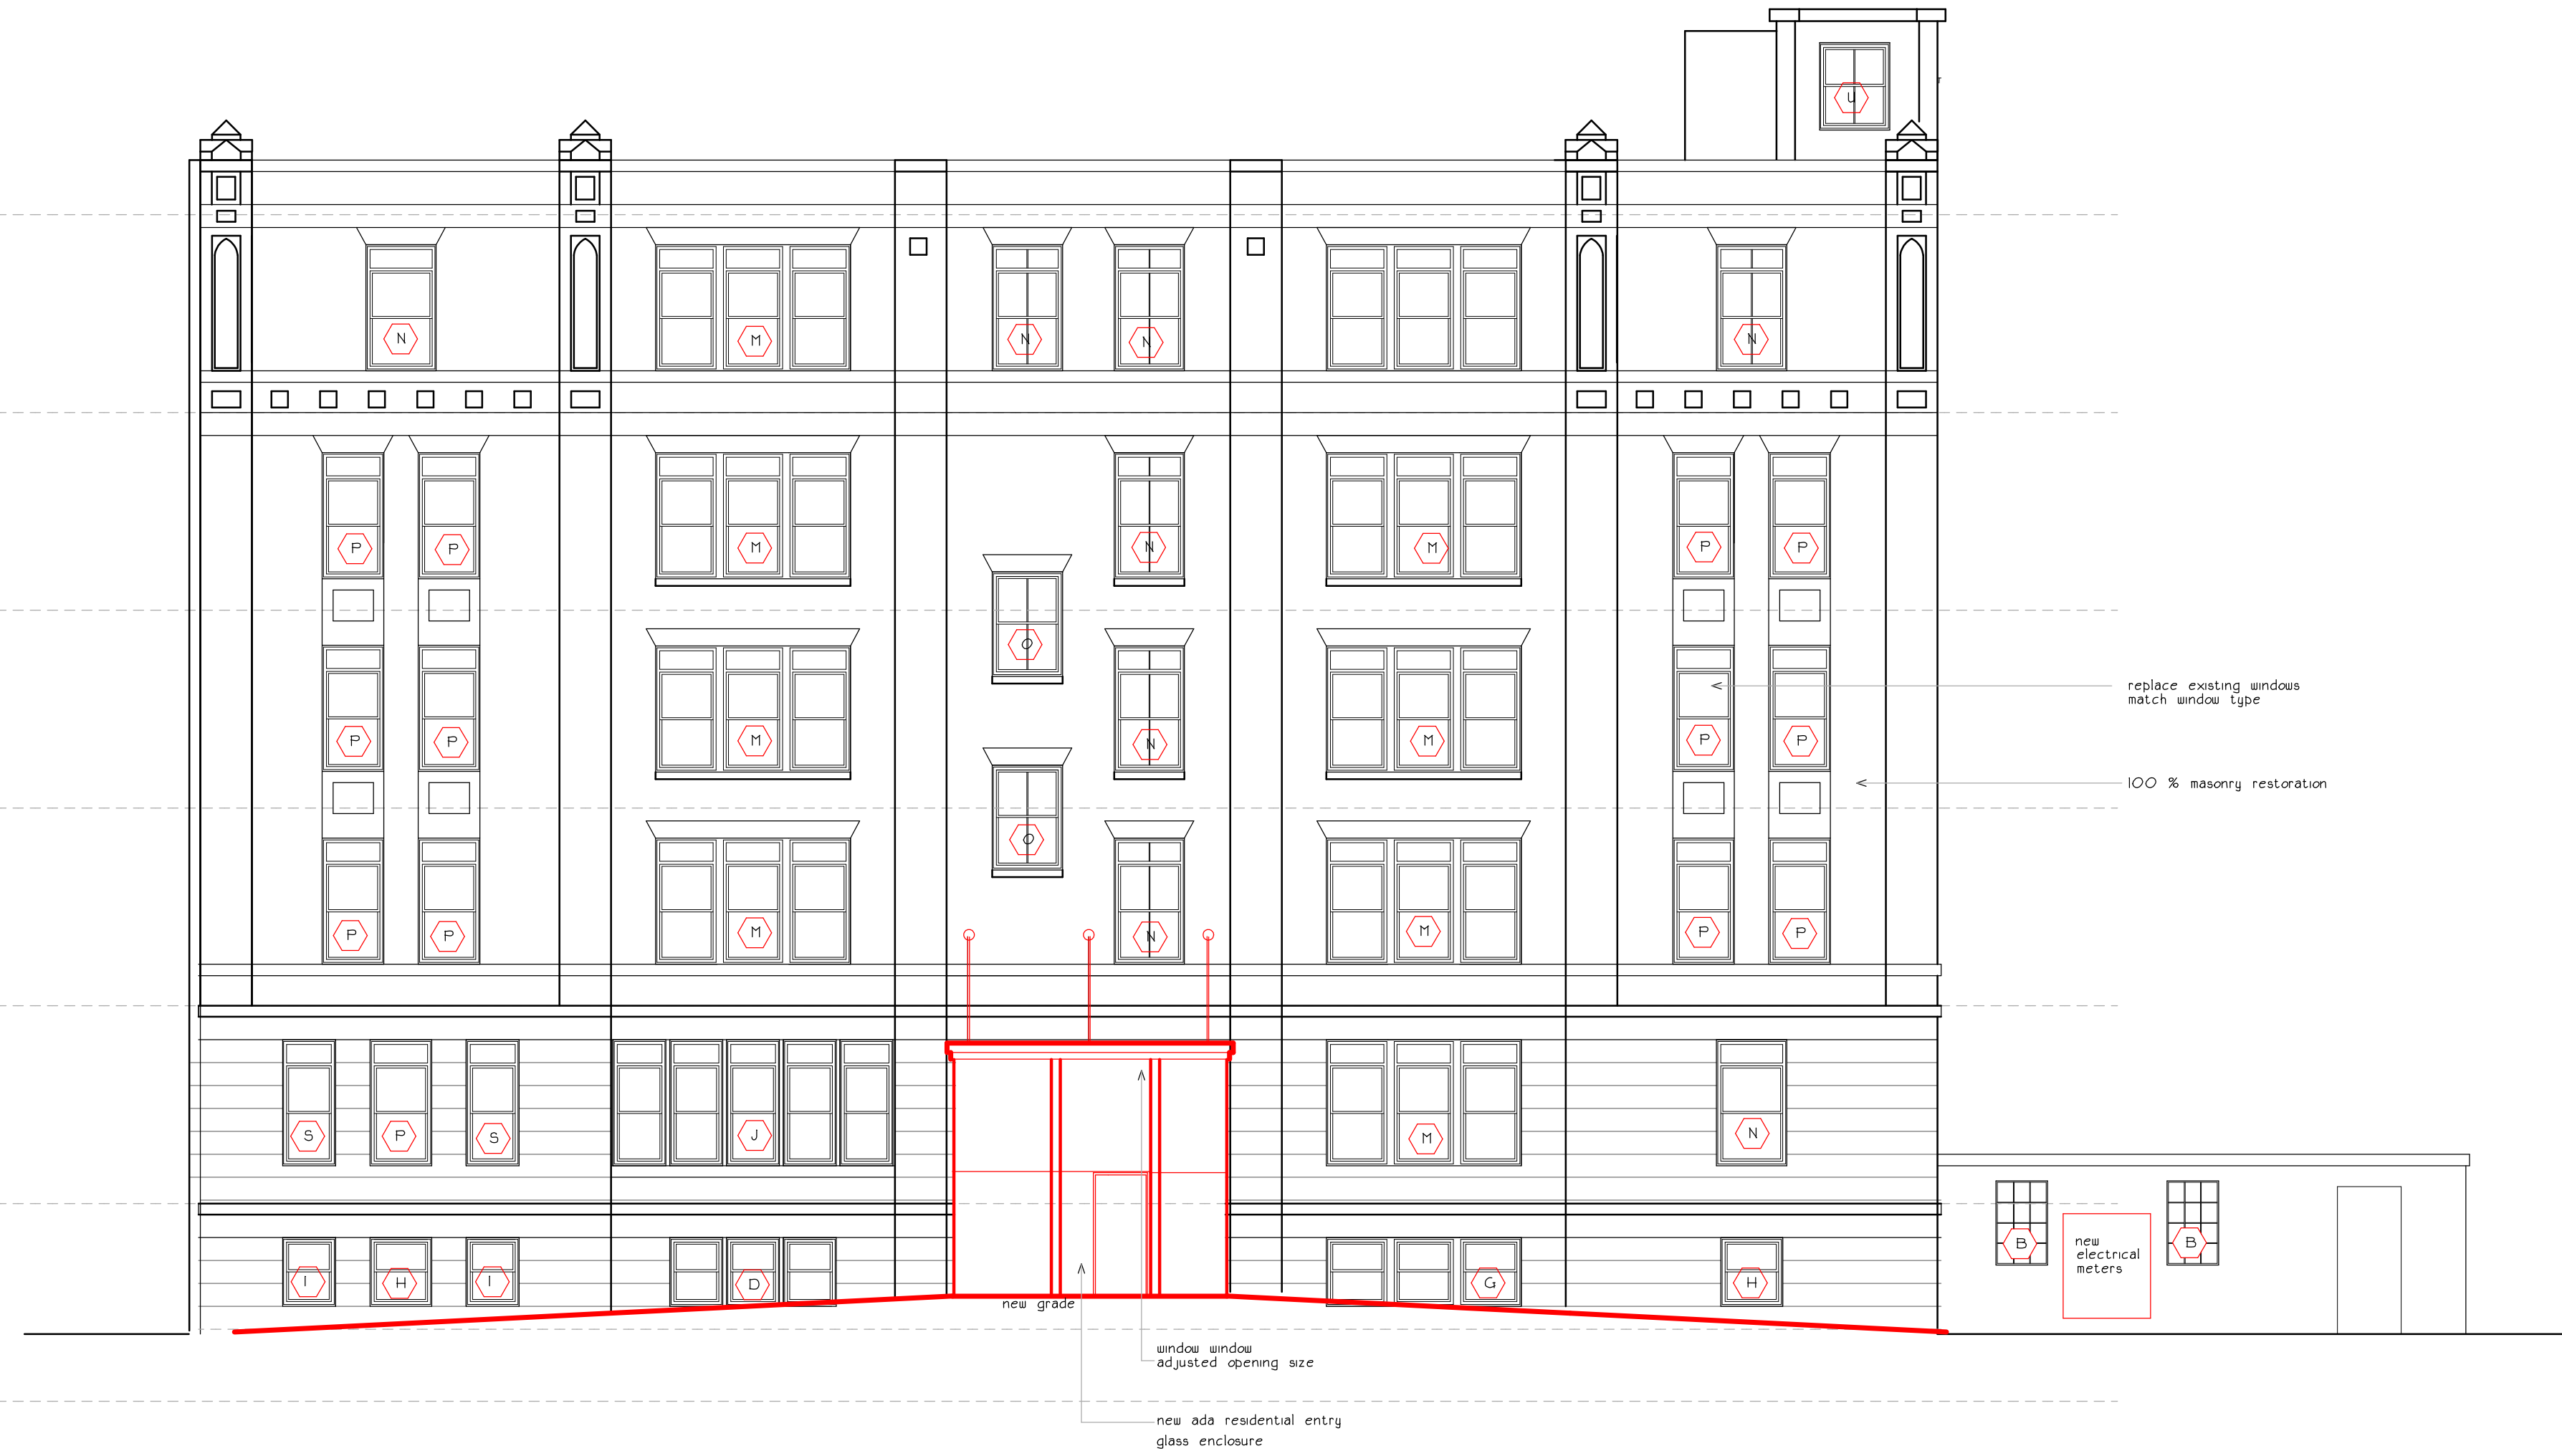 U
N M N N N
P P M N M P P
O
P P M N M P P
O
P P M N M P P
S P S J M N
I H I D G H B B
replace existing windows
match window type
100 % masonry restoration
new
electrical
meters
new grade
window window
adjusted opening size
new ada residential entry
glass enclosure